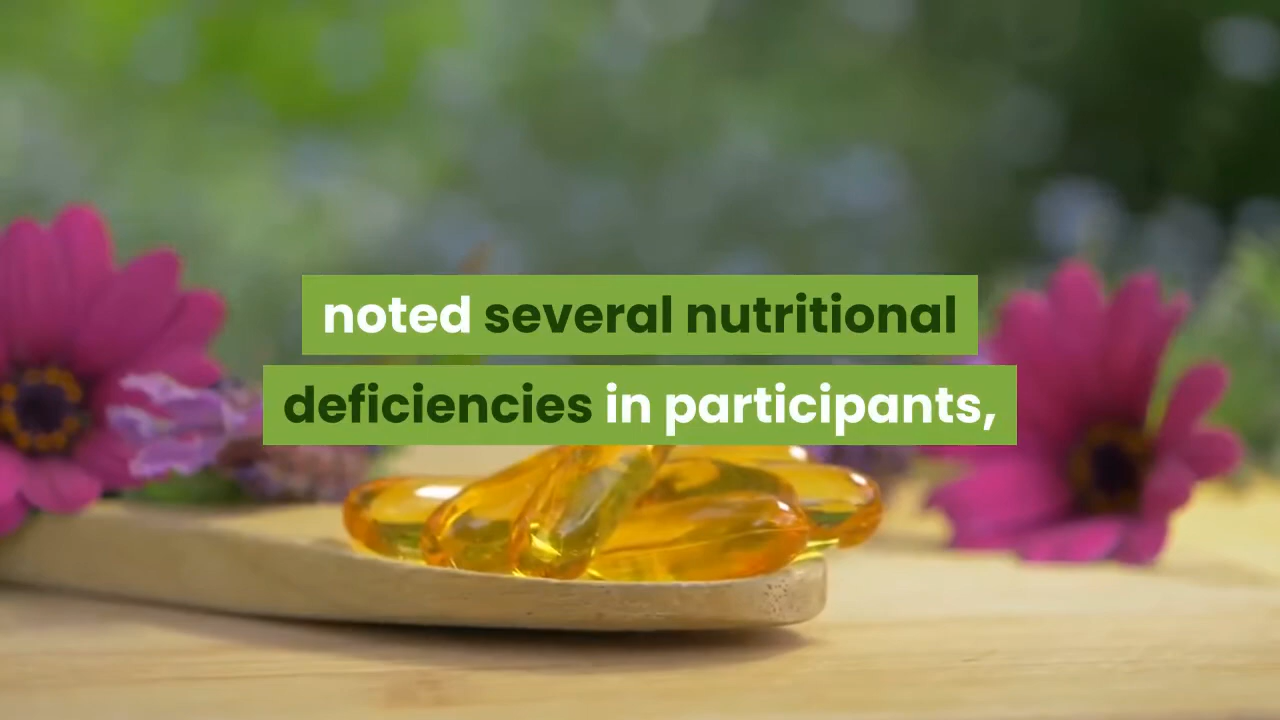 noted several nutritional
deficiencies in participants,